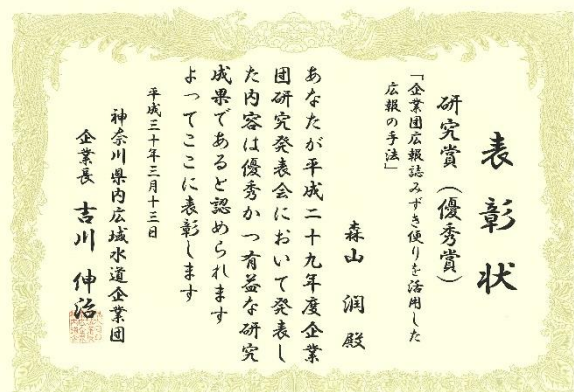 表彰状
研究賞（優秀賞）
「企業団広報誌みずき便りを活用した
広報の手法」
森山　潤　殿
あなたが平成二十九年度企業
団研究発表会において発表し
た内容は優秀かつ有益な研究
成果であると認められます
よってここに表彰します
平成三十年三月十三日
神奈川県内広域水道企業団
企業長　吉川　伸治